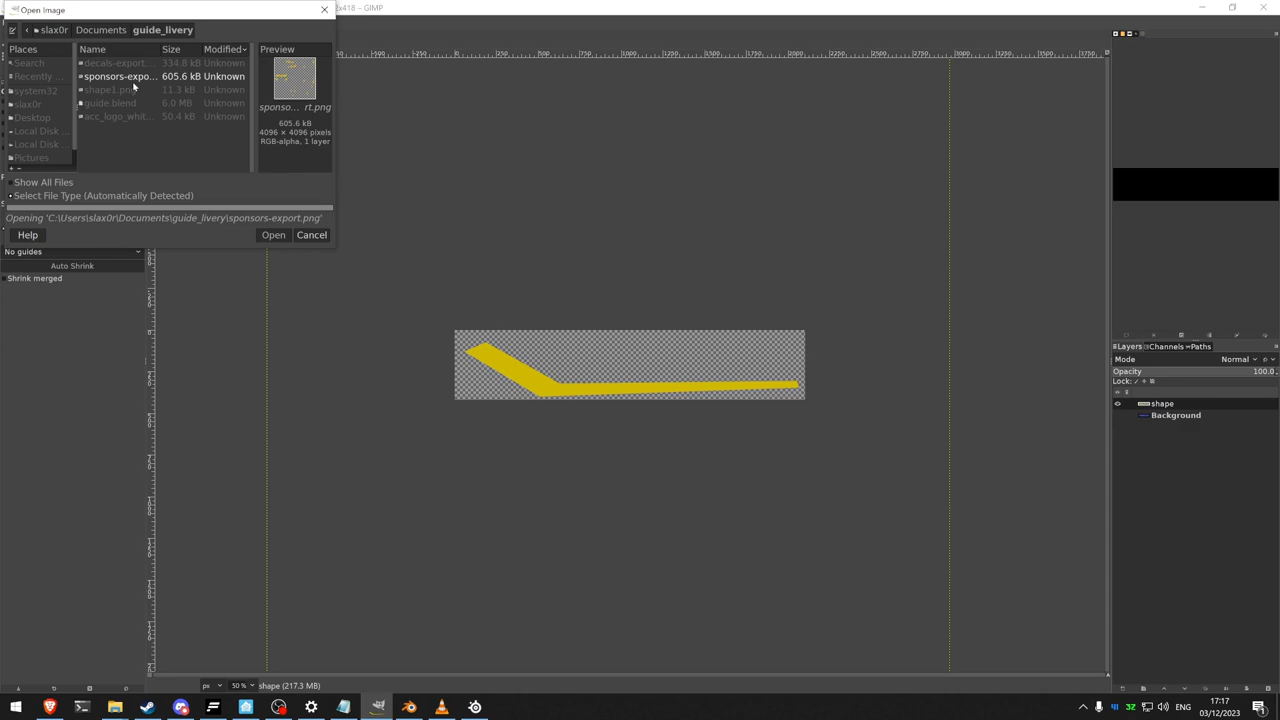 Open Image
x418 – GIMP
slax0r Documents guide_livery
Places Name Size Modified Preview
Search decals-export.... 334.8 kB Unknown
Recently ... sponsors-expo... 605.6 kB Unknown
system32 shape1.png 11.3 kB Unknown
slax0r guide.blend 6.0 MB Unknown
Desktop acc_logo_whit... 50.4 kB Unknown
Local Disk ...
Local Disk ...
Pictures
sponso... rt.png
605.6 kB
4096 × 4096 pixels
RGB-alpha, 1 layer
Show All Files
Select File Type (Automatically Detected)
Opening 'C:\Users\slax0r\Documents\guide_livery\sponsors-export.png'
Help Open Cancel
No guides
Auto Shrink
Shrink merged
Layers Channels Paths
Mode Normal
Opacity 100.0
Lock:
shape
Background
px 50 % shape (217.3 MB)
ENG
17:17
03/12/2023